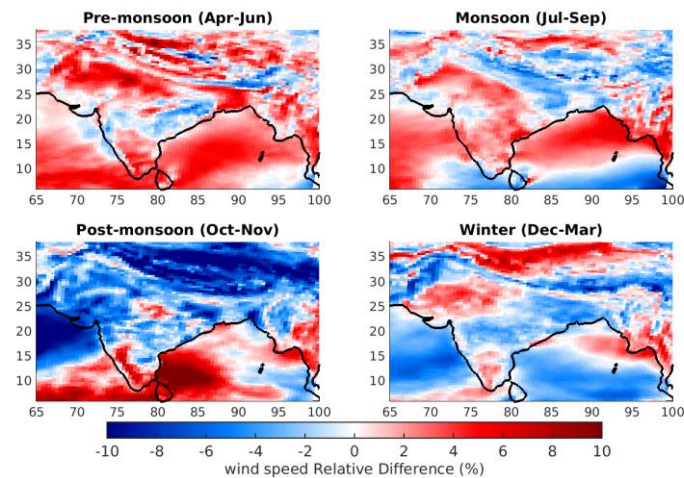 Pre-monsoon (Apr-Jun) Monsoon (Jul-Sep)
35 35
30 30
25 25
20 20
15 15
10 10
65 70 75 80 85 90 95 100 65 70 75 80 85 90 95 100
Post-monsoon (Oct-Nov) Winter (Dec-Mar)
35 35
30 30
25 25
20 20
15 15
10 10
65 70 75 80 85 90 95 100 65 70 75 80 85 90 95 100
-10 -8 -6 -4 -2 0 2 4 6 8 10
wind speed Relative Difference (%)